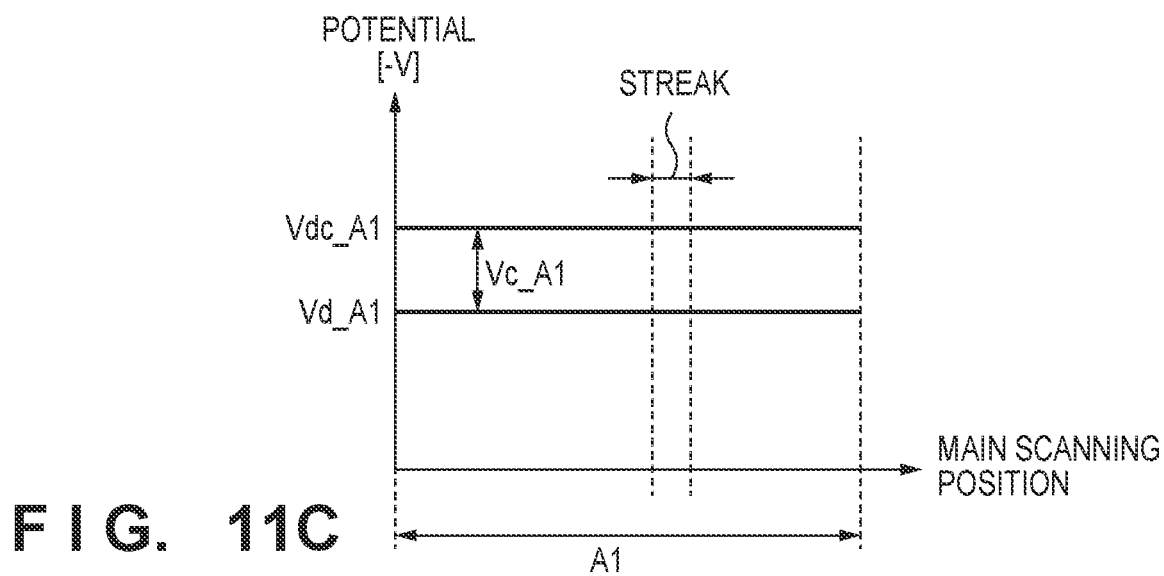 POTENTIAL
[-V]
STREAK
Vdc_A1
Vc_A1
Vd_A1
MAIN SCANNING
POSITION
A1
FIG. 11C